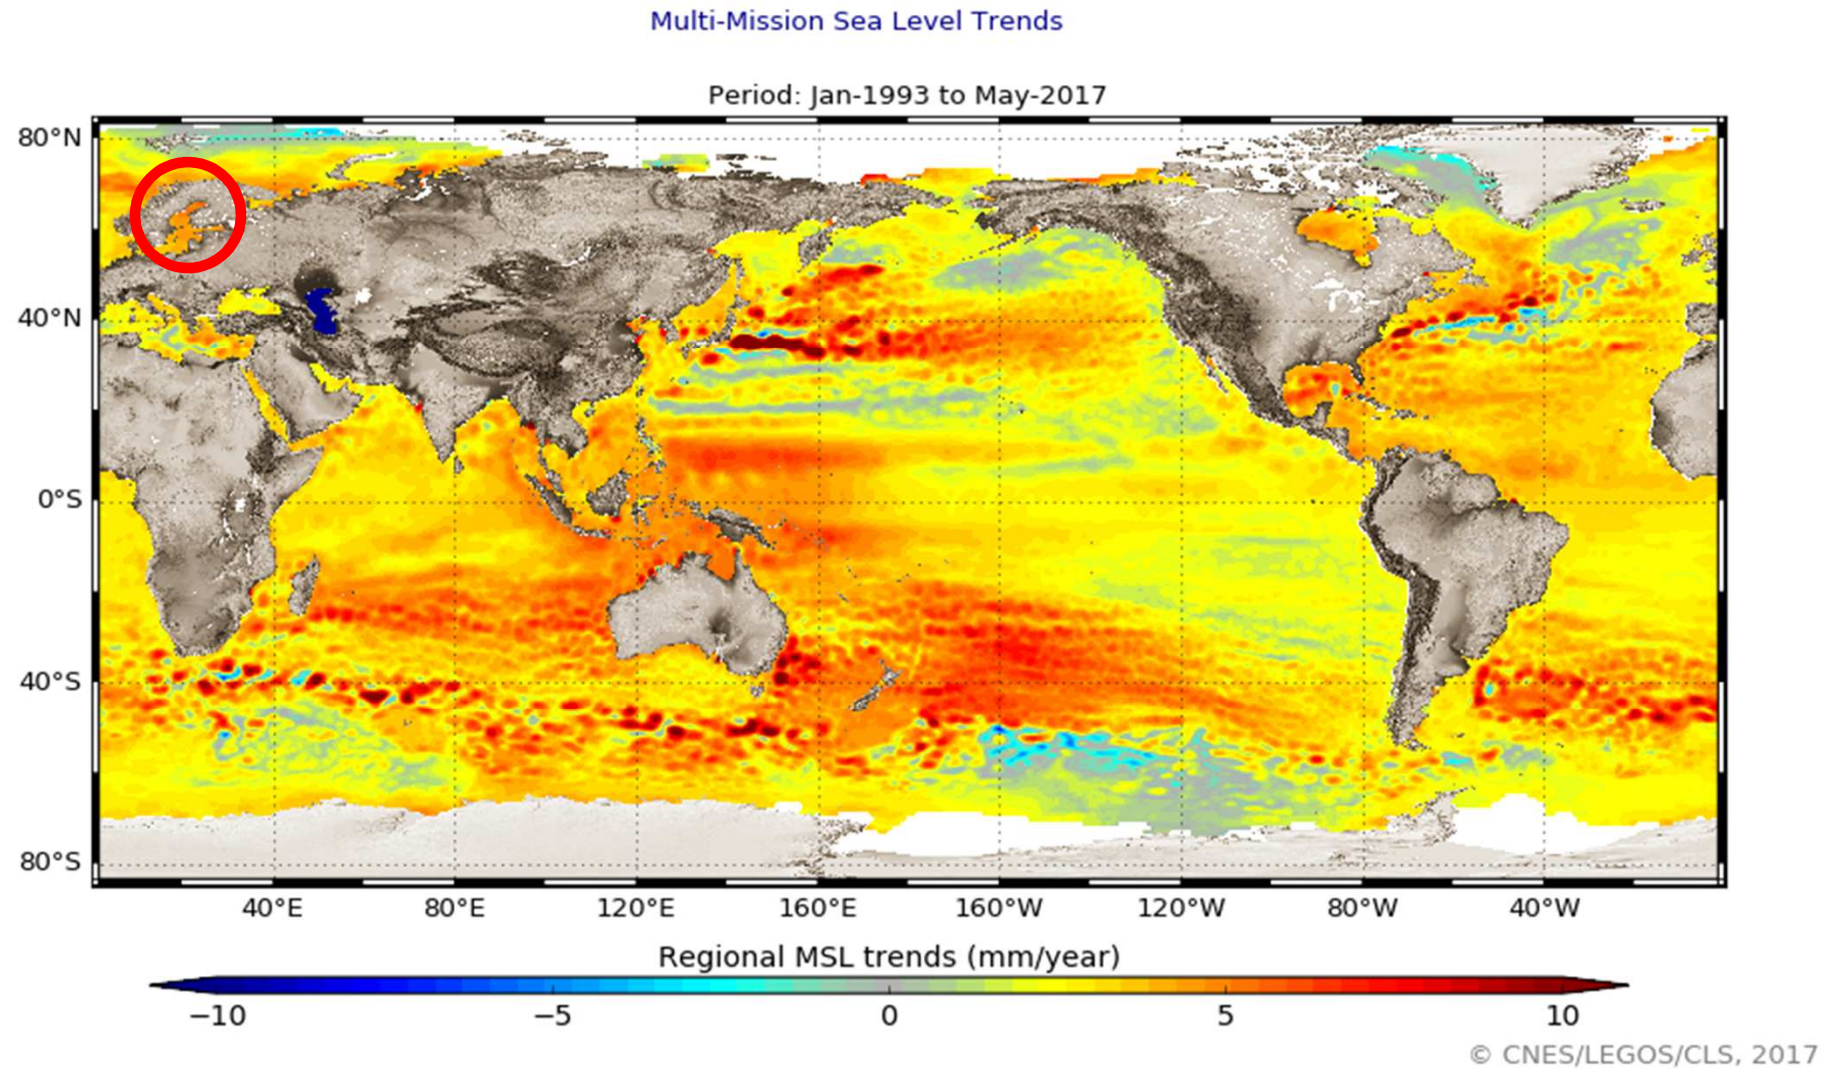 Multi-Mission Sea Level Trends
Period: Jan-1993 to May-2017
80°N
40°N
0°S
40°S
80°S
40°E 80°E 120°E 160°E 160°W 120°W 80°W 40°W
Regional MSL trends (mm/year)
−10 −5 0 5 10
© CNES/LEGOS/CLS, 2017